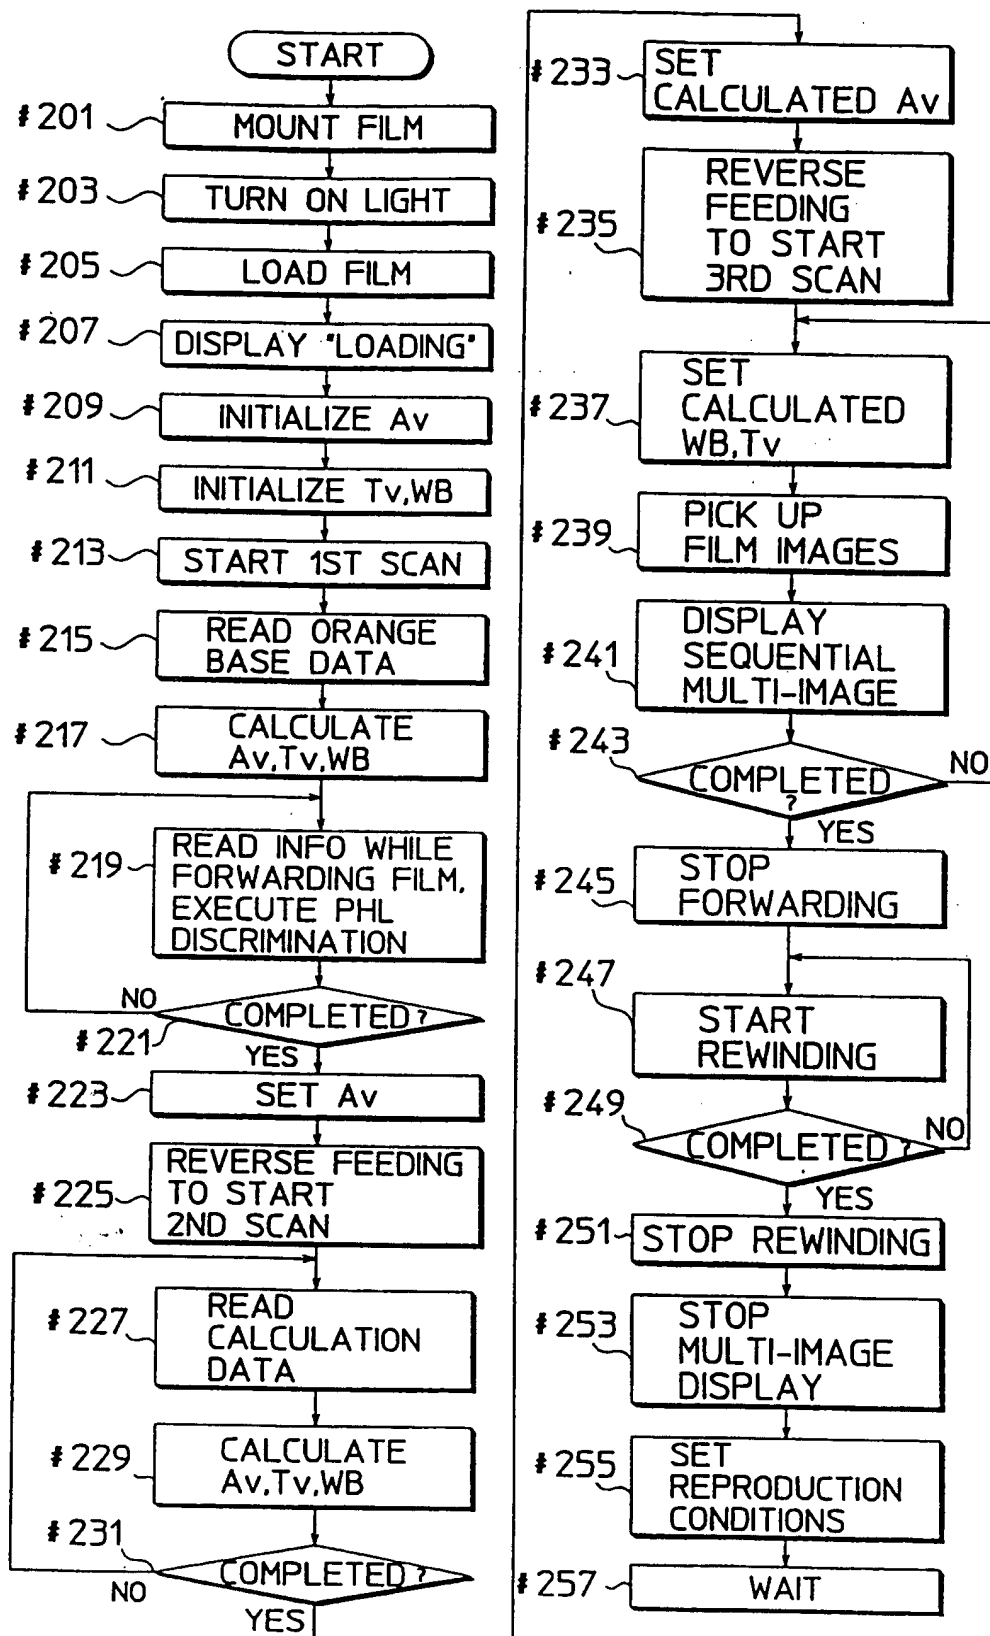 START
#201
MOUNT FILM
#203
TURN ON LIGHT
#205
LOAD FILM
#207
DISPLAY "LOADING"
#209
INITIALIZE Av
#211
INITIALIZE Tv,WB
#213
START 1ST SCAN
#215
READ ORANGE
BASE DATA
#217
CALCULATE
Av,Tv,WB
#219
READ INFO WHILE
FORWARDING FILM,
EXECUTE PHL
DISCRIMINATION
NO
COMPLETED?
#221
YES
#223
SET Av
#225
REVERSE FEEDING
TO START
2ND SCAN
#227
READ
CALCULATION
DATA
#229
CALCULATE
Av,Tv,WB
#231
COMPLETED?
NO
YES
#233
SET
CALCULATED Av
#235
REVERSE
FEEDING
TO START
3RD SCAN
#237
SET
CALCULATED
WB,Tv
#239
PICK UP
FILM IMAGES
#241
DISPLAY
SEQUENTIAL
MULTI-IMAGE
#243
COMPLETED
?
NO
YES
#245
STOP
FORWARDING
#247
START
REWINDING
#249
COMPLETED?
NO
YES
#251
STOP REWINDING
#253
STOP
MULTI-IMAGE
DISPLAY
#255
SET
REPRODUCTION
CONDITIONS
#257
WAIT